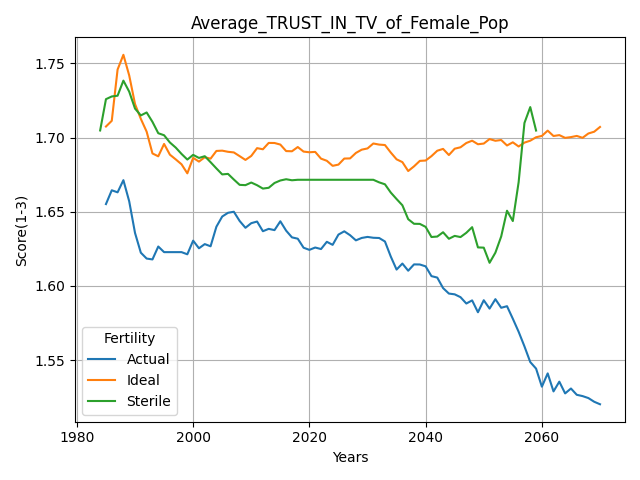 Average_TRUST_IN_TV_of_Female_Pop
Score(1-3)
1.75
1.70
1.65
1.60
1.55
Fertility
Actual
Ideal
Sterile
1980
2000
2020
2040
2060
Years